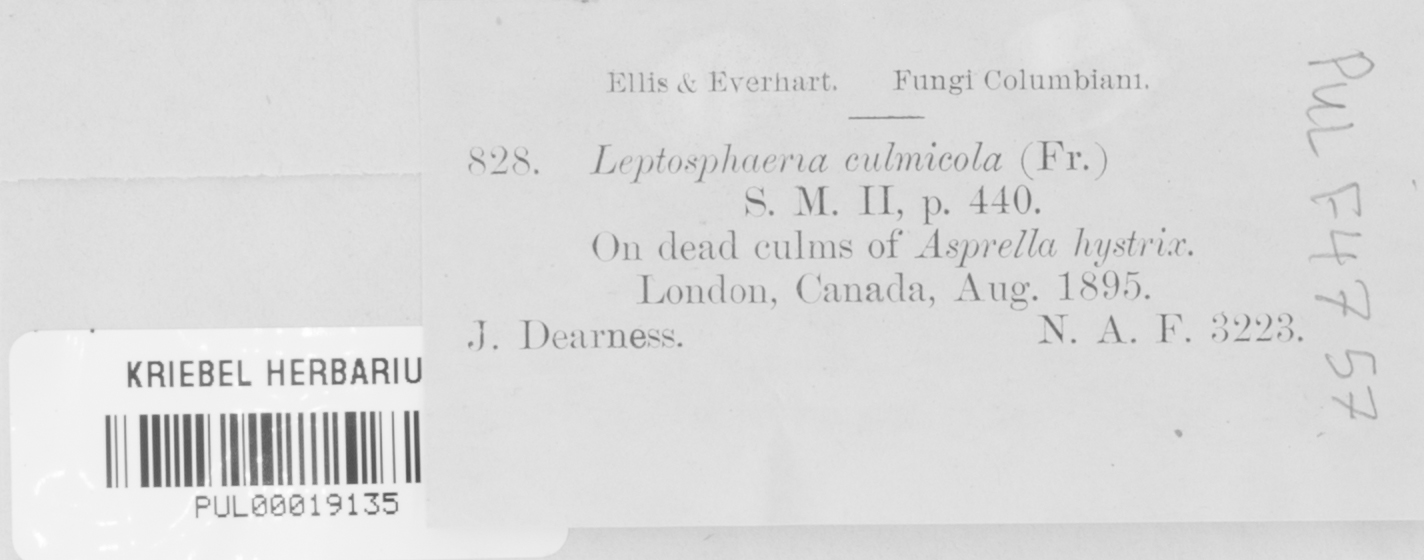 Ellis & Everhart. Fungi Columbiani.
828. Leptosphaeria culmicola (Fr.)
S. M. II, p. 440.
On dead culms of Asprella hystrix.
London, Canada, Aug. 1895.
J. Dearness. N. A. F. 3223.
PUL F47757
KRIEBEL HERBARIU
PUL00019135